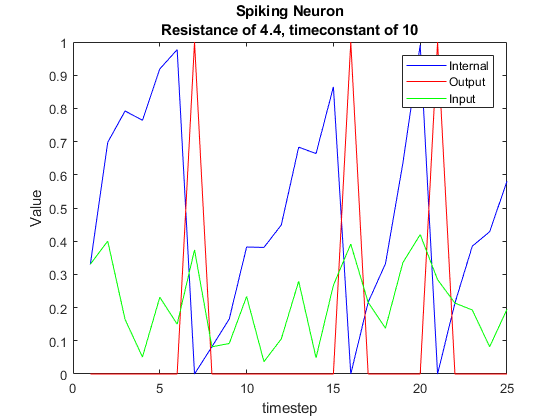 Spiking Neuron
Resistance of 4.4, timeconstant of 10
Internal
Output
Input
Value
1
0.9
0.8
0.7
0.6
0.5
0.4
0.3
0.2
0.1
0
0 5 10 15 20 25
timestep